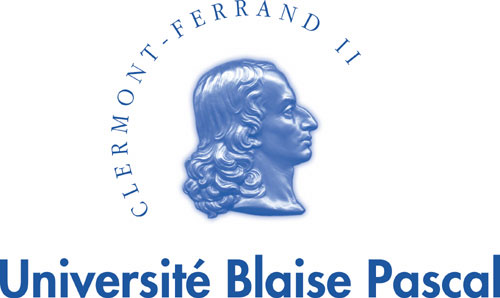 CLERMONT-FERRAND II
Université Blaise Pascal